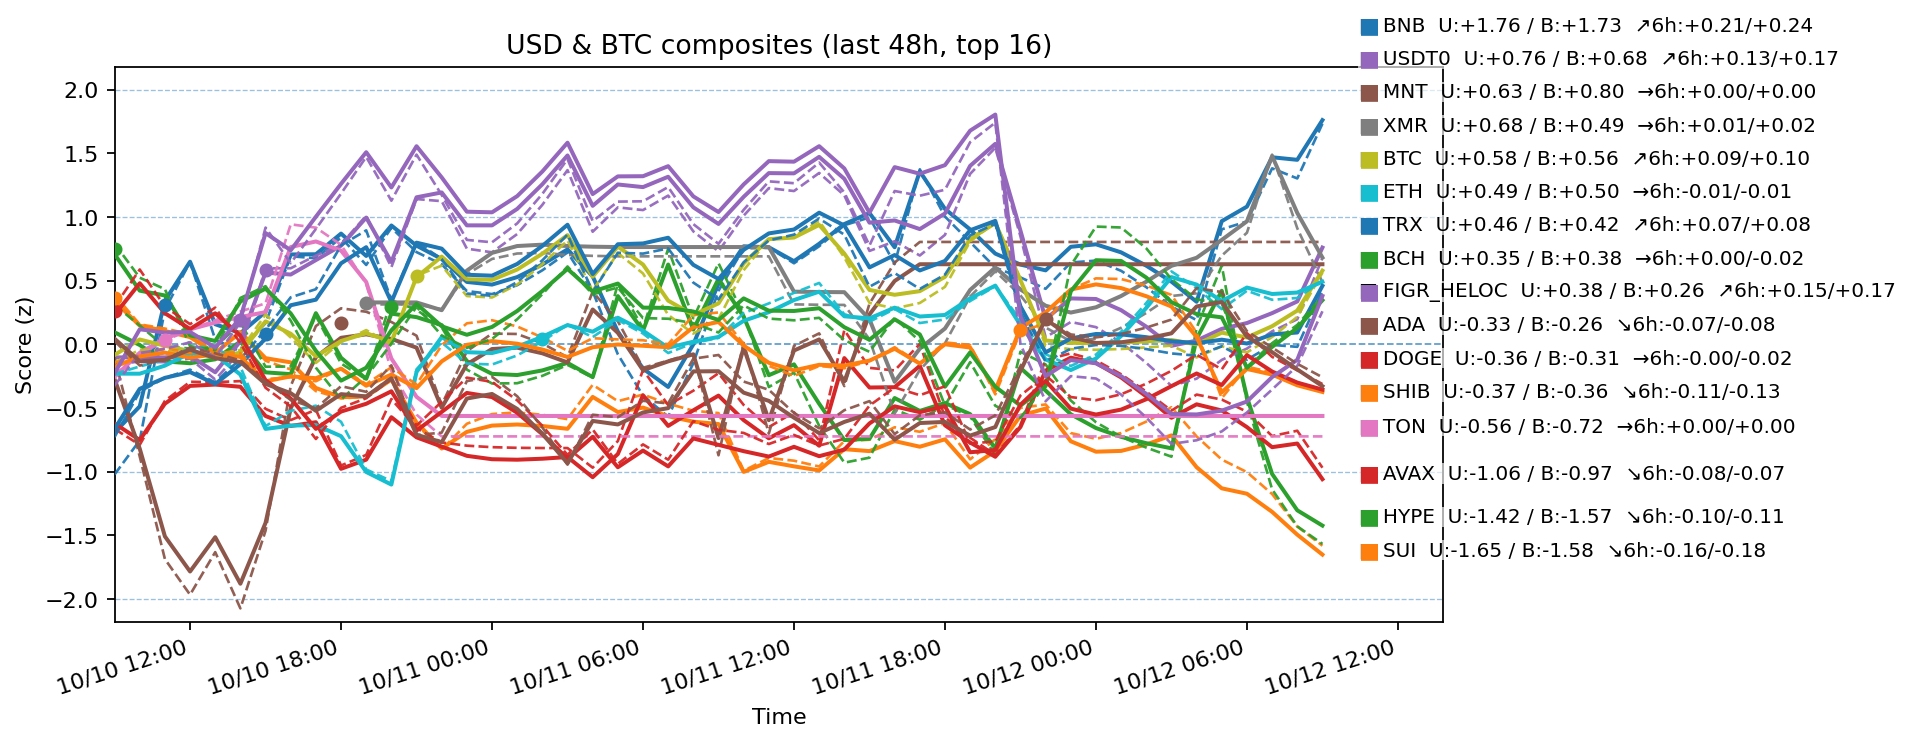 USD & BTC composites (last 48h, top 16)
BNB U:+1.76 / B:+1.73 ↗6h:+0.21/+0.24
USDT0 U:+0.76 / B:+0.68 ↗6h:+0.13/+0.17
MNT U:+0.63 / B:+0.80 →6h:+0.00/+0.00
XMR U:+0.68 / B:+0.49 →6h:+0.01/+0.02
BTC U:+0.58 / B:+0.56 ↗6h:+0.09/+0.10
ETH U:+0.49 / B:+0.50 →6h:-0.01/-0.01
TRX U:+0.46 / B:+0.42 ↗6h:+0.07/+0.08
BCH U:+0.35 / B:+0.38 →6h:+0.00/-0.02
FIGR_HELOC U:+0.38 / B:+0.26 ↗6h:+0.15/+0.17
ADA U:-0.33 / B:-0.26 ↘6h:-0.07/-0.08
DOGE U:-0.36 / B:-0.31 →6h:-0.00/-0.02
SHIB U:-0.37 / B:-0.36 ↘6h:-0.11/-0.13
TON U:-0.56 / B:-0.72 →6h:+0.00/+0.00
AVAX U:-1.06 / B:-0.97 ↘6h:-0.08/-0.07
HYPE U:-1.42 / B:-1.57 ↘6h:-0.10/-0.11
SUI U:-1.65 / B:-1.58 ↘6h:-0.16/-0.18
Score (z)
2.0
1.5
1.0
0.5
0.0
−0.5
−1.0
−1.5
−2.0
10/10 12:00
10/10 18:00
10/11 00:00
10/11 06:00
10/11 12:00
10/11 18:00
10/12 00:00
10/12 06:00
10/12 12:00
Time